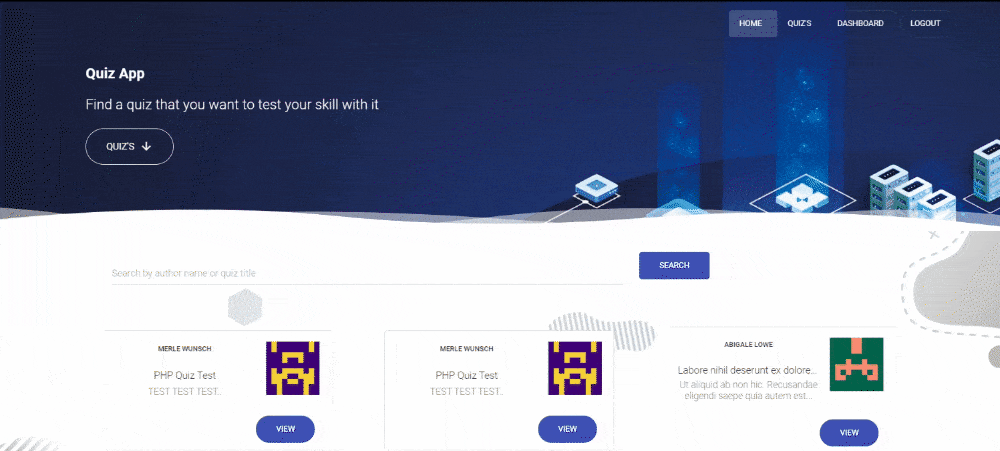 HOME QUIZ'S DASHBOARD LOGOUT
Quiz App
Find a quiz that you want to test your skill with it
QUIZ'S
Search by author name or quiz title
SEARCH
MERLE WUNSCH
PHP Quiz Test
TEST TEST TEST..
VIEW
MERLE WUNSCH
PHP Quiz Test
TEST TEST TEST..
VIEW
ABIGALE LOWE
Labore nihil deserunt ex dolore...
Ut aliquid ab non hic. Recusandae
eligendi saepe quia autem est...
VIEW